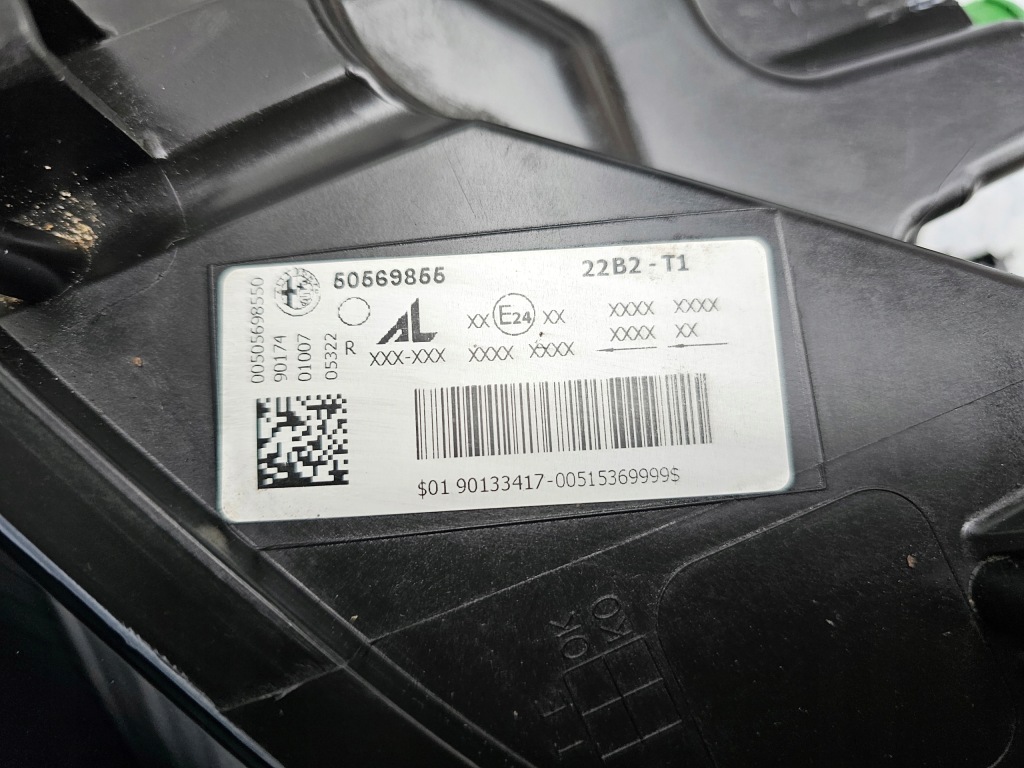 50569855
22B2-T1
00505698550
90174
01007
05322
R
AL
XX E24 XX
XXXX XXXX
XXXX XX
XXX-XXX XXXX XXXX
$01 90133417-00515369999$
OK
KO